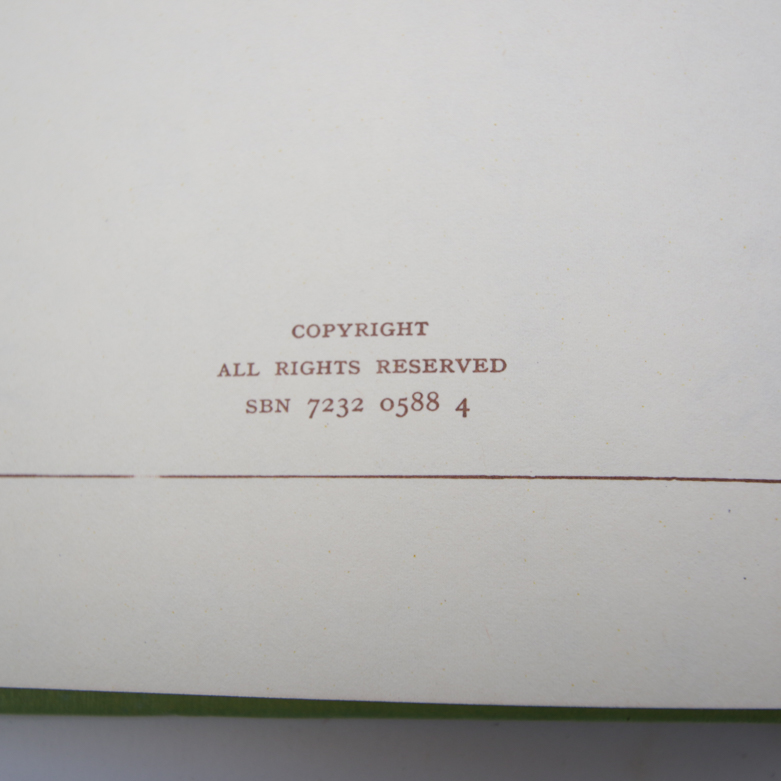 COPYRIGHT
ALL RIGHTS RESERVED
SBN 7232 0588 4